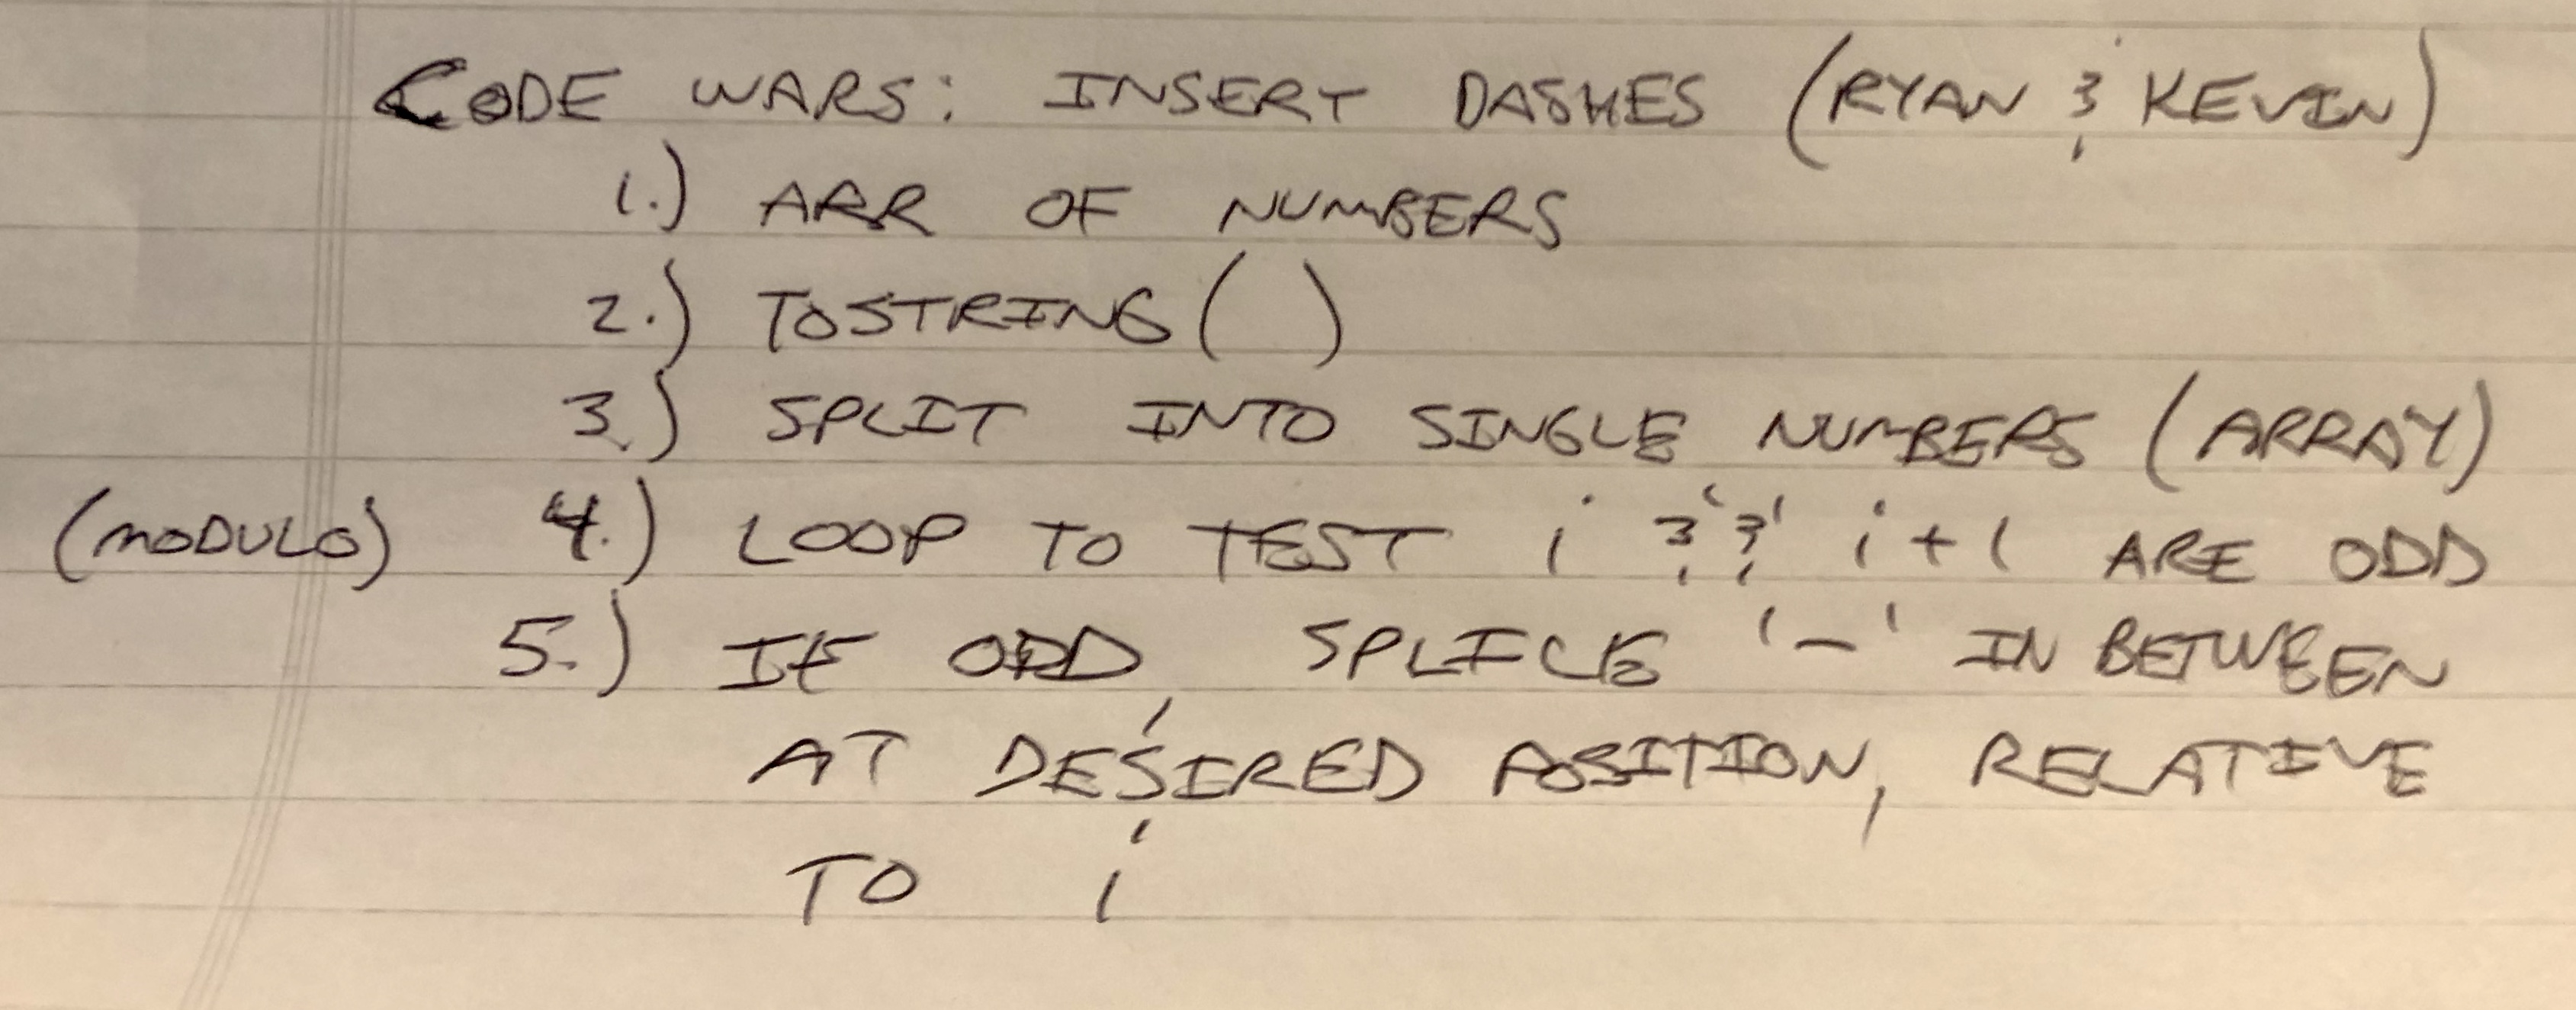 CODE WARS: INSERT DASHES (RYAN & KEVIN)
1.) ARR OF NUMBERS
2.) TOSTRING( )
3.) SPLIT INTO SINGLE NUMBERS (ARRAY)
(MODULO) 4.) LOOP TO TEST i '&&' i+1 ARE ODD
5.) IF ODD, SPLICE '-' IN BETWEEN
AT DESIRED POSITION, RELATIVE
TO i